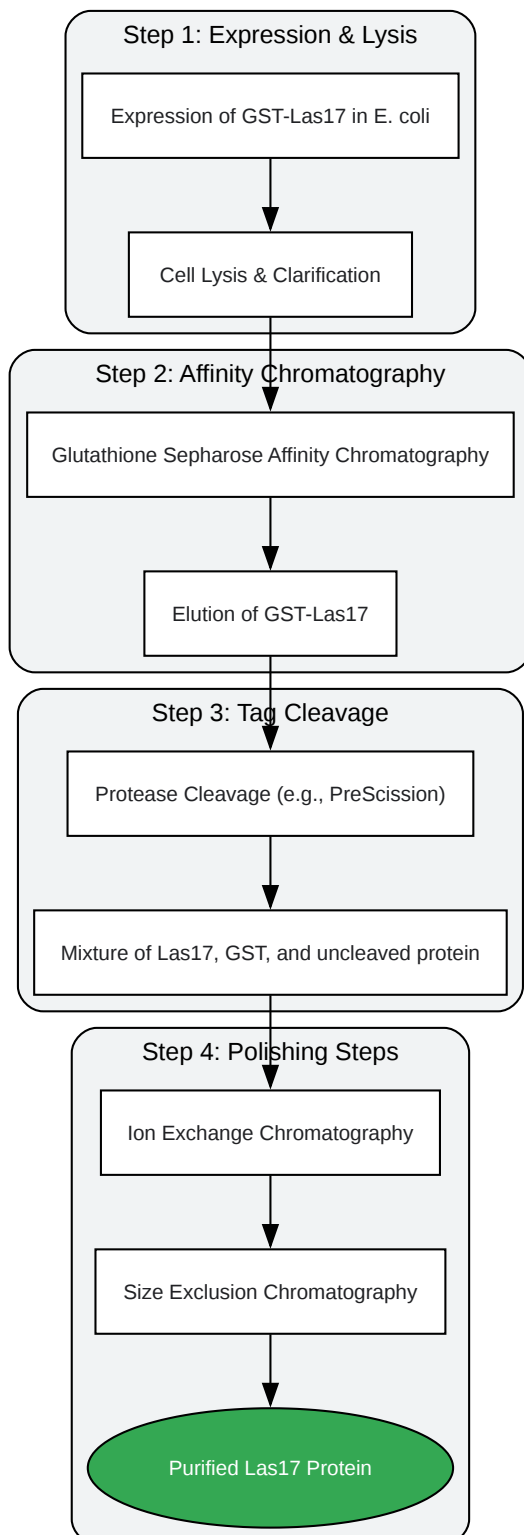 Step 1: Expression & Lysis
Expression of GST-Las17 in E. coli
Cell Lysis & Clarification
Step 2: Affinity Chromatography
Glutathione Sepharose Affinity Chromatography
Elution of GST-Las17
Step 3: Tag Cleavage
Protease Cleavage (e.g., PreScission)
Mixture of Las17, GST, and uncleaved protein
Step 4: Polishing Steps
Ion Exchange Chromatography
Size Exclusion Chromatography
Purified Las17 Protein